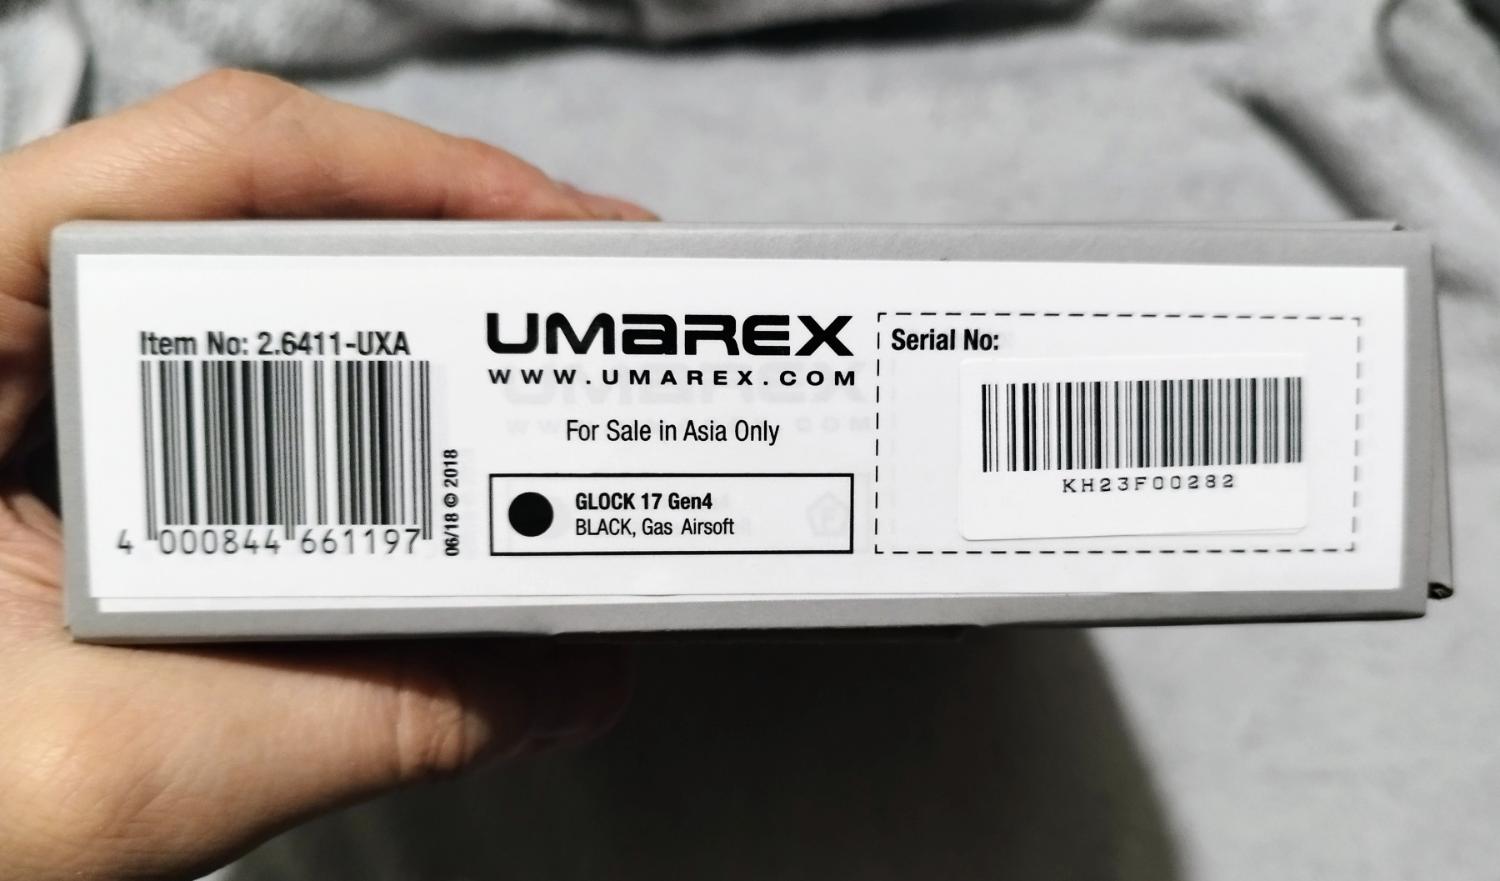 Item No: 2.6411-UXA
4 000844 661197
06/18 © 2018
UMAREX
WWW.UMAREX.COM
For Sale in Asia Only
GLOCK 17 Gen4
BLACK, Gas Airsoft
Serial No:
KH23F00282